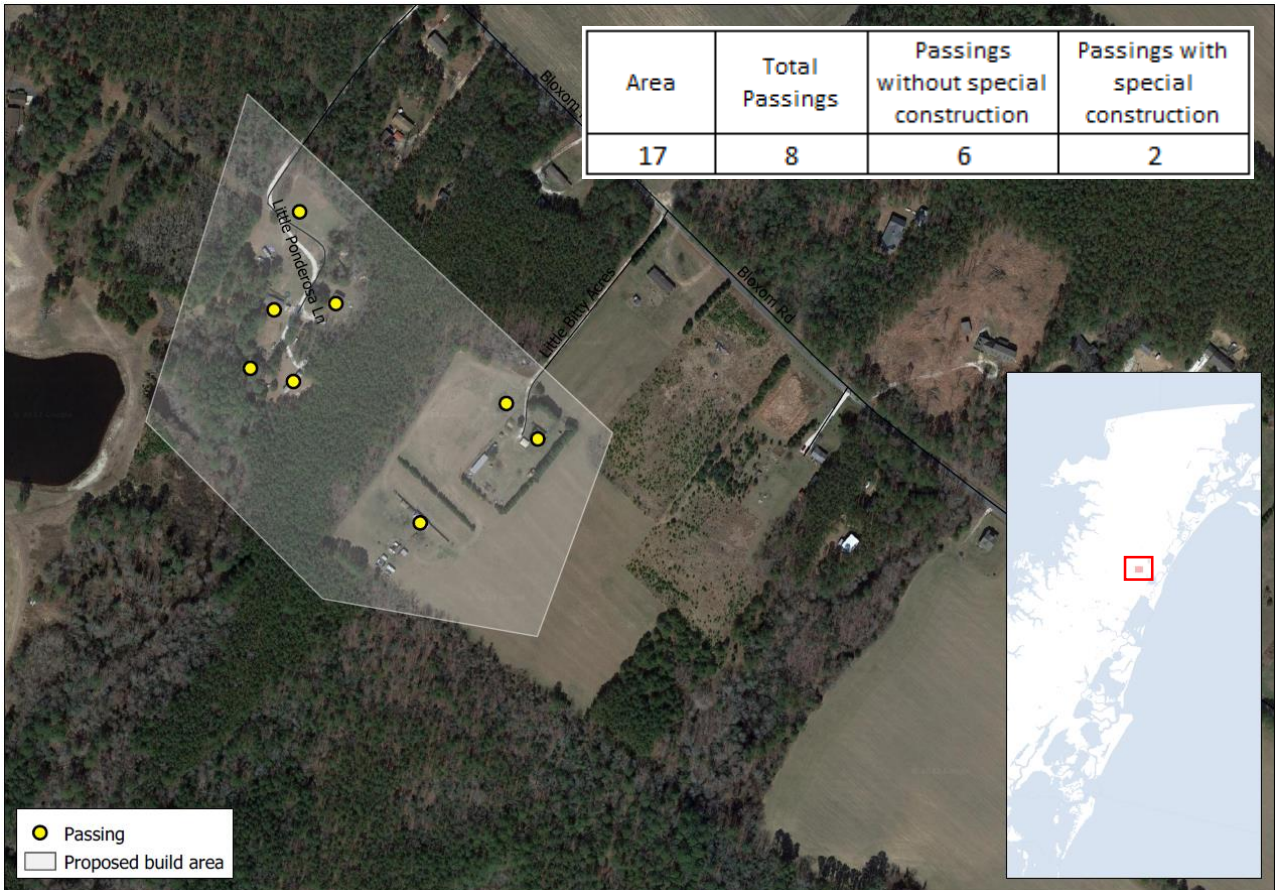 Area
Total
Passings
Passings
without special
construction
Passings with
special
construction
17
8
6
2
Bloxom
Little Ponderosa Ln
Little Bitty Acres
Bloxom Rd
Passing
Proposed build area